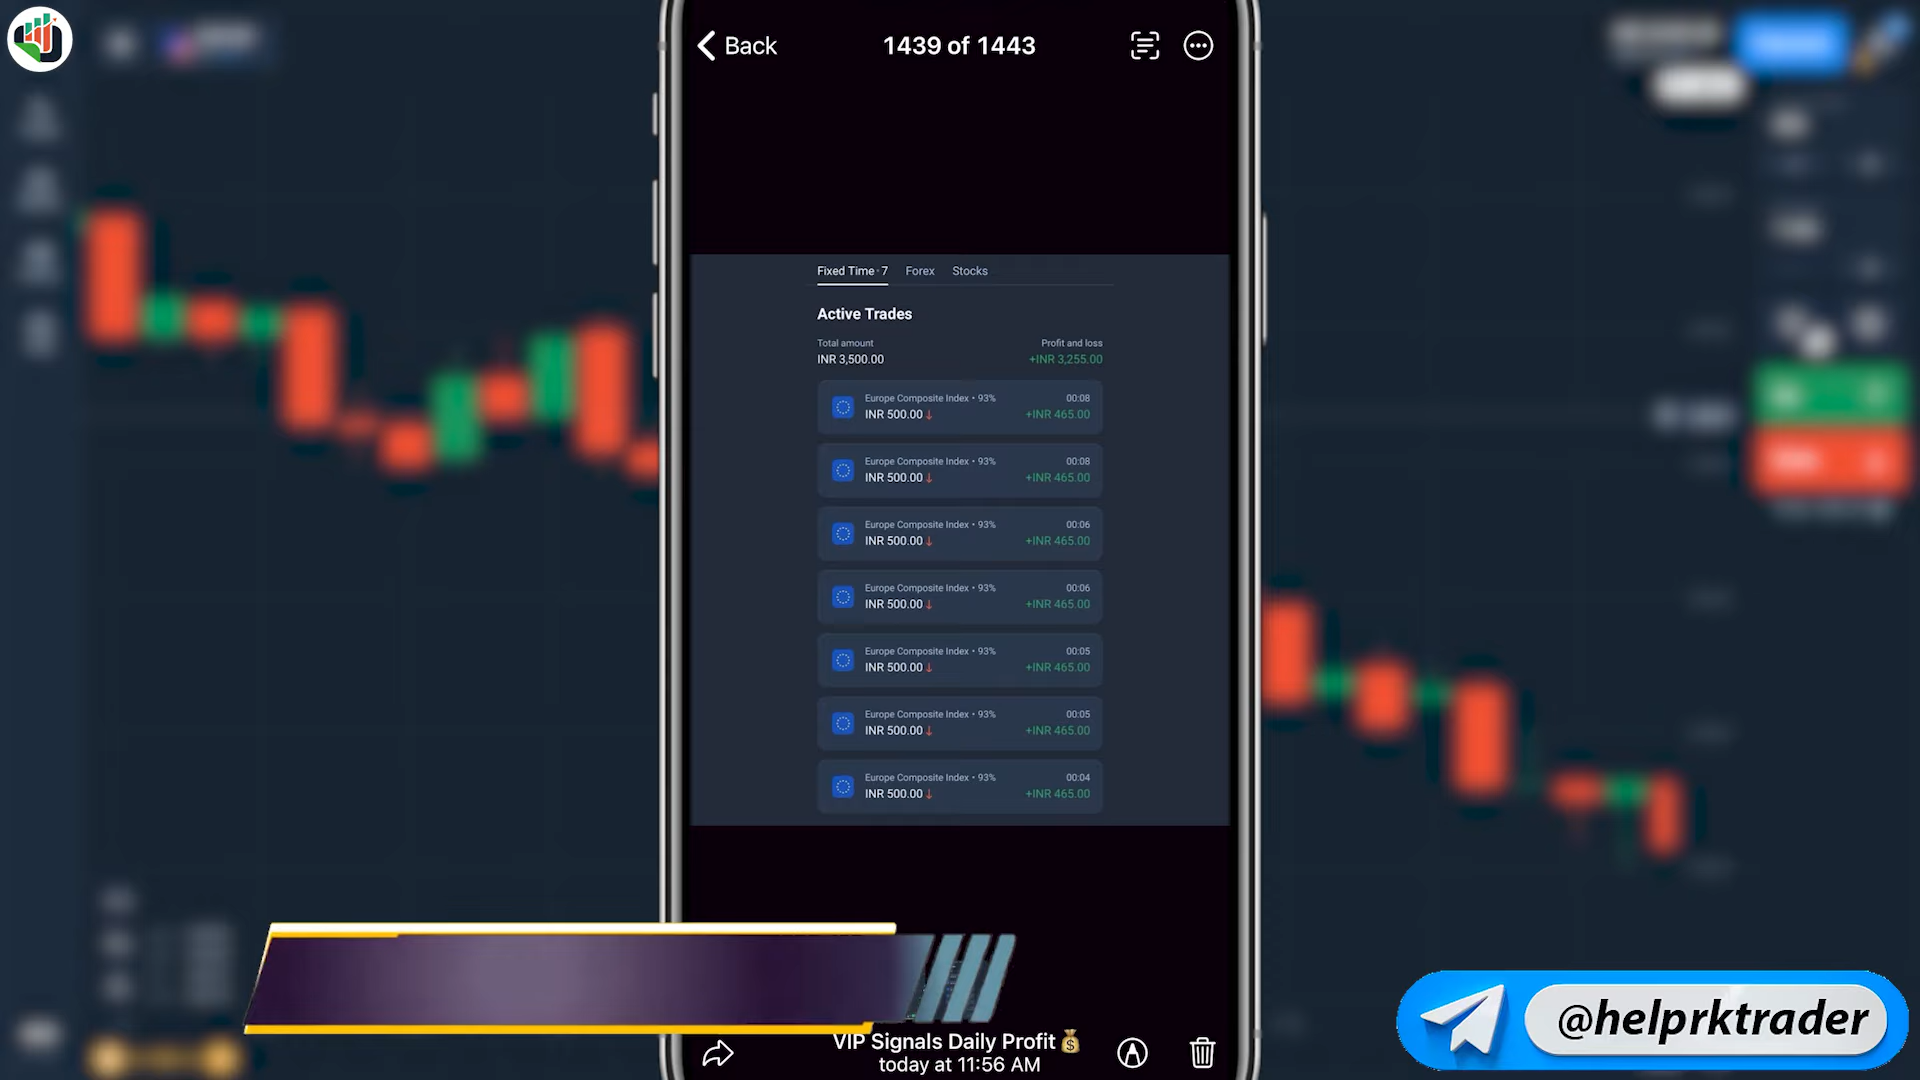 Back
1439 of 1443
Fixed Time · 7 Forex Stocks
Active Trades
Total amount Profit and loss
INR 3,500.00 +INR 3,255.00
Europe Composite Index • 93% 00:08
INR 500.00 ↓ +INR 465.00
Europe Composite Index • 93% 00:08
INR 500.00 ↓ +INR 465.00
Europe Composite Index • 93% 00:06
INR 500.00 ↓ +INR 465.00
Europe Composite Index • 93% 00:06
INR 500.00 ↓ +INR 465.00
Europe Composite Index • 93% 00:05
INR 500.00 ↓ +INR 465.00
Europe Composite Index • 93% 00:05
INR 500.00 ↓ +INR 465.00
Europe Composite Index • 93% 00:04
INR 500.00 ↓ +INR 465.00
VIP Signals Daily Profit 💰
today at 11:56 AM
@helprktrader